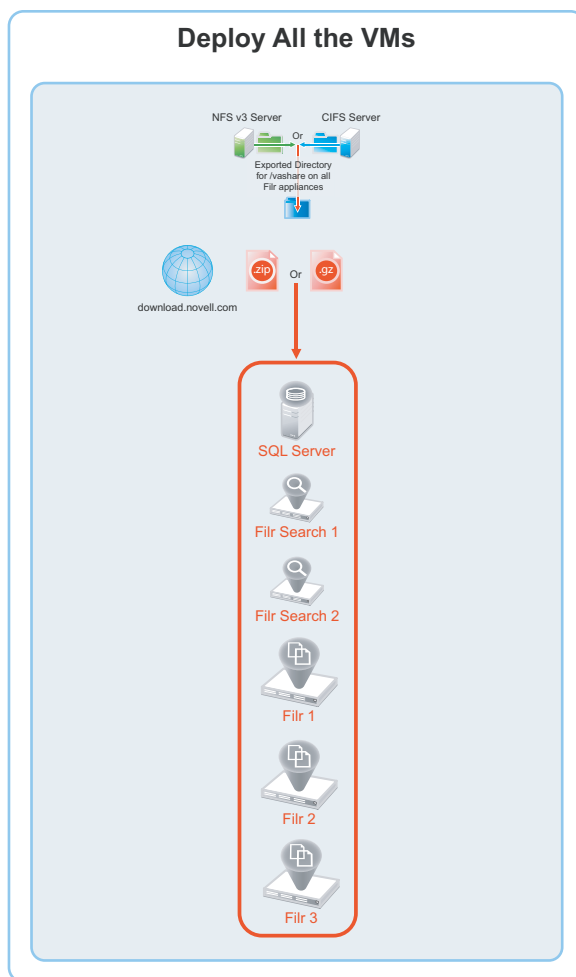 Deploy All the VMs
NFS v3 Server
Or
CIFS Server
Exported Directory
for /vashare on all
Filr appliances
.zip
Or
.gz
download.novell.com
SQL Server
Filr Search 1
Filr Search 2
Filr 1
Filr 2
Filr 3